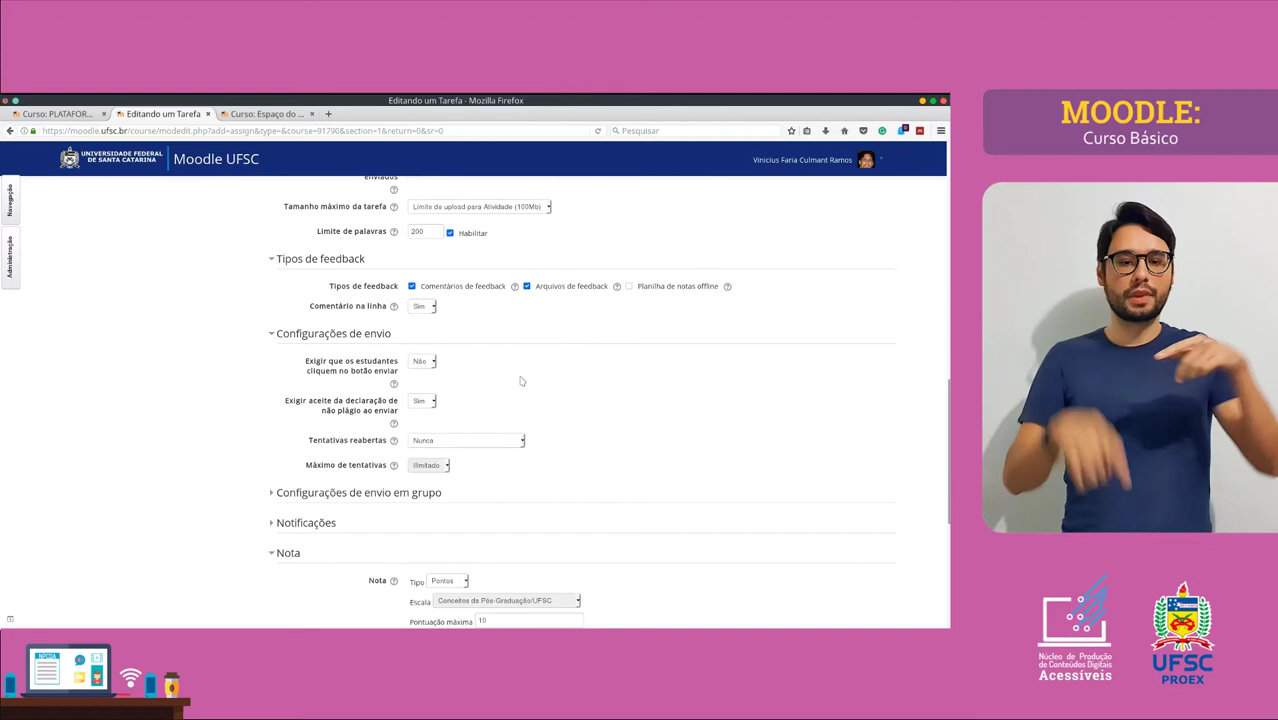 Editando um Tarefa - Mozilla Firefox
Curso: PLATAFOR...
Editando um Tarefa
Curso: Espaço do ...
https://moodle.ufsc.br/course/modedit.php?add=assign&type=&course=91790&section=1&return=0&sr=0
Pesquisar
UNIVERSIDADE FEDERAL
DE SANTA CATARINA
Moodle UFSC
Vinicius Faria Culmant Ramos
Navegação
Administração
enviados
Tamanho máximo da tarefa
Limite de upload para Atividade (100Mb)
Limite de palavras
200
Habilitar
Tipos de feedback
Tipos de feedback
Comentários de feedback
Arquivos de feedback
Planilha de notas offline
Comentário na linha
Sim
Configurações de envio
Exigir que os estudantes
cliquem no botão enviar
Não
Exigir aceite da declaração de
não plágio ao enviar
Sim
Tentativas reabertas
Nunca
Máximo de tentativas
Ilimitado
Configurações de envio em grupo
Notificações
Nota
Nota
Tipo
Pontos
Escala
Conceitos da Pós-Graduação/UFSC
Pontuação máxima
10
MOODLE:
Curso Básico
Núcleo de Produção
de Conteúdos Digitais
Acessíveis
UFSC
PROEX